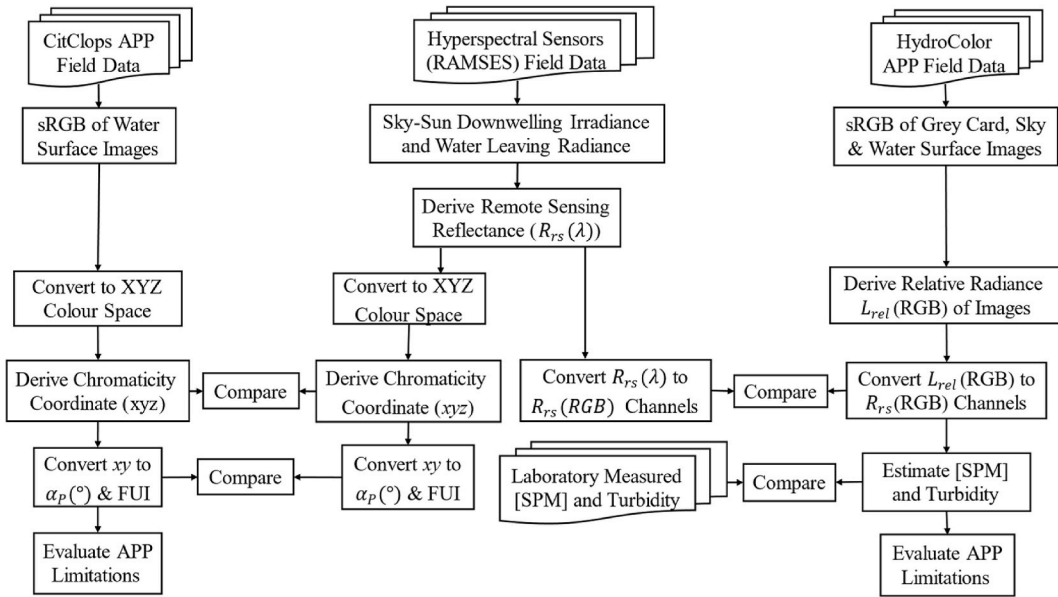 CitClops APP
Field Data
Hyperspectral Sensors
(RAMSES) Field Data
HydroColor
APP Field Data
sRGB of Water
Surface Images
Sky-Sun Downwelling Irradiance
and Water Leaving Radiance
sRGB of Grey Card, Sky
& Water Surface Images
Derive Remote Sensing
Reflectance (R_rs(λ))
Convert to XYZ
Colour Space
Convert to XYZ
Colour Space
Derive Relative Radiance
L_rel(RGB) of Images
Derive Chromaticity
Coordinate (xyz)
Compare
Derive Chromaticity
Coordinate (xyz)
Convert R_rs(λ) to
R_rs(RGB) Channels
Compare
Convert L_rel(RGB) to
R_rs(RGB) Channels
Convert xy to
α_P(°) & FUI
Compare
Convert xy to
α_P(°) & FUI
Laboratory Measured
[SPM] and Turbidity
Compare
Estimate [SPM]
and Turbidity
Evaluate APP
Limitations
Evaluate APP
Limitations